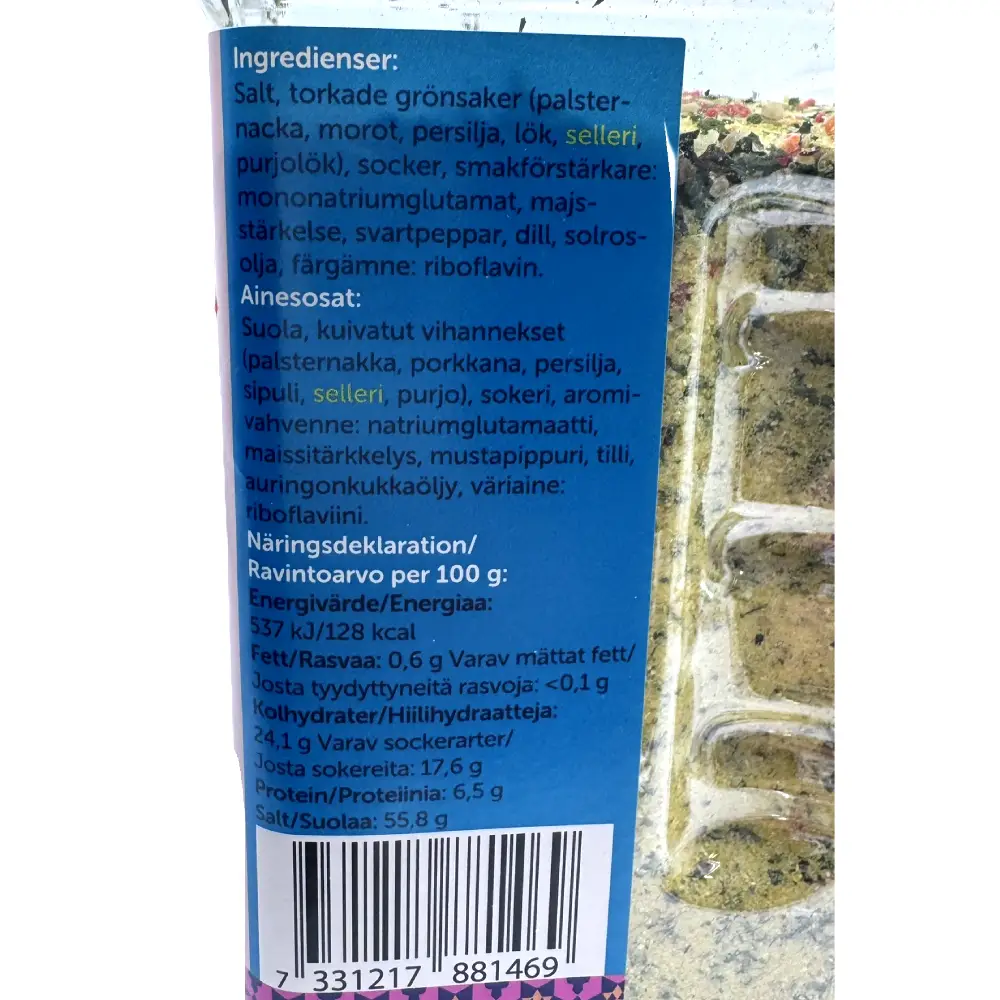 Ingredienser:
Salt, torkade grönsaker (palster-
nacka, morot, persilja, lök, selleri,
purjolök), socker, smakförstärkare:
mononatriumglutamat, majs-
stärkelse, svartpeppar, dill, solros-
olja, färgämne: riboflavin.
Ainesosat:
Suola, kuivatut vihannekset
(palsternakka, porkkana, persilja,
sipuli, selleri, purjo), sokeri, aromi-
vahvenne: natriumglutamaatti,
maissitärkkelys, mustapippuri, tilli,
auringonkukkaöljy, väriaine:
riboflaviini.
Näringsdeklaration/
Ravintoarvo per 100 g:
Energivärde/Energiaa:
537 kJ/128 kcal
Fett/Rasvaa: 0,6 g Varav mättat fett/
Josta tyydyttyneitä rasvoja: <0,1 g
Kolhydrater/Hiilihydraatteja:
24,1 g Varav sockerarter/
Josta sokereita: 17,6 g
Protein/Proteiinia: 6,5 g
Salt/Suolaa: 55,8 g
7 331217 881469